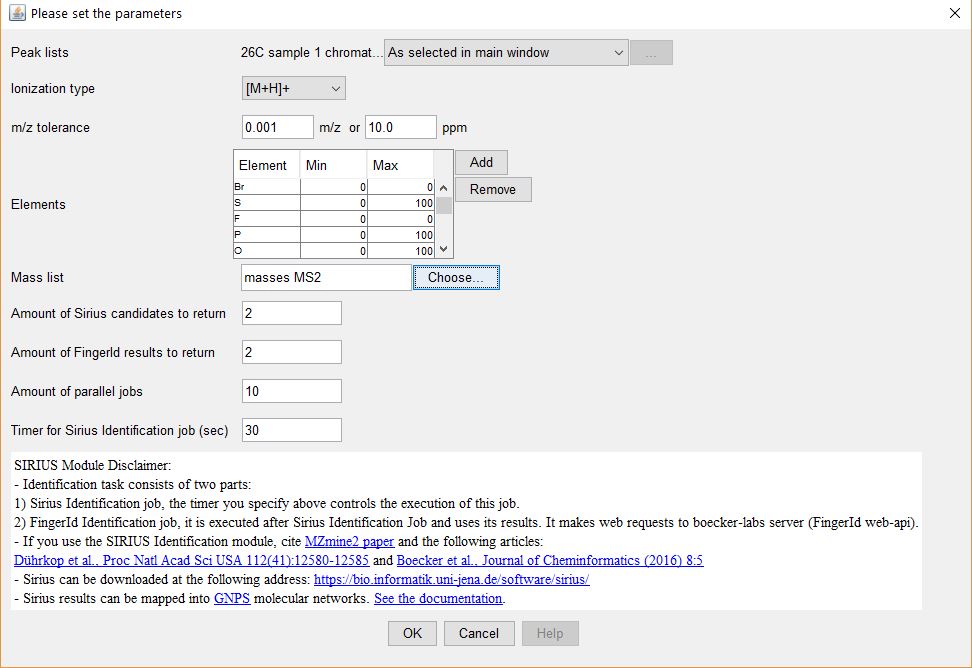 Please set the parameters
Peak lists 26C sample 1 chromat... As selected in main window ...
Ionization type [M+H]+
m/z tolerance 0.001 m/z or 10.0 ppm
Element Min Max Add
Br 0 0 Remove
S 0 100
Elements F 0 0
P 0 100
O 0 100
Mass list masses MS2 Choose...
Amount of Sirius candidates to return 2
Amount of FingerId results to return 2
Amount of parallel jobs 10
Timer for Sirius Identification job (sec) 30
SIRIUS Module Disclaimer:
- Identification task consists of two parts:
1) Sirius Identification job, the timer you specify above controls the execution of this job.
2) FingerId Identification job, it is executed after Sirius Identification Job and uses its results. It makes web requests to boecker-labs server (FingerId web-api).
- If you use the SIRIUS Identification module, cite MZmine2 paper and the following articles:
Dührkop et al., Proc Natl Acad Sci USA 112(41):12580-12585 and Boecker et al., Journal of Cheminformatics (2016) 8:5
- Sirius can be downloaded at the following address: https://bio.informatik.uni-jena.de/software/sirius/
- Sirius results can be mapped into GNPS molecular networks. See the documentation.
OK Cancel Help